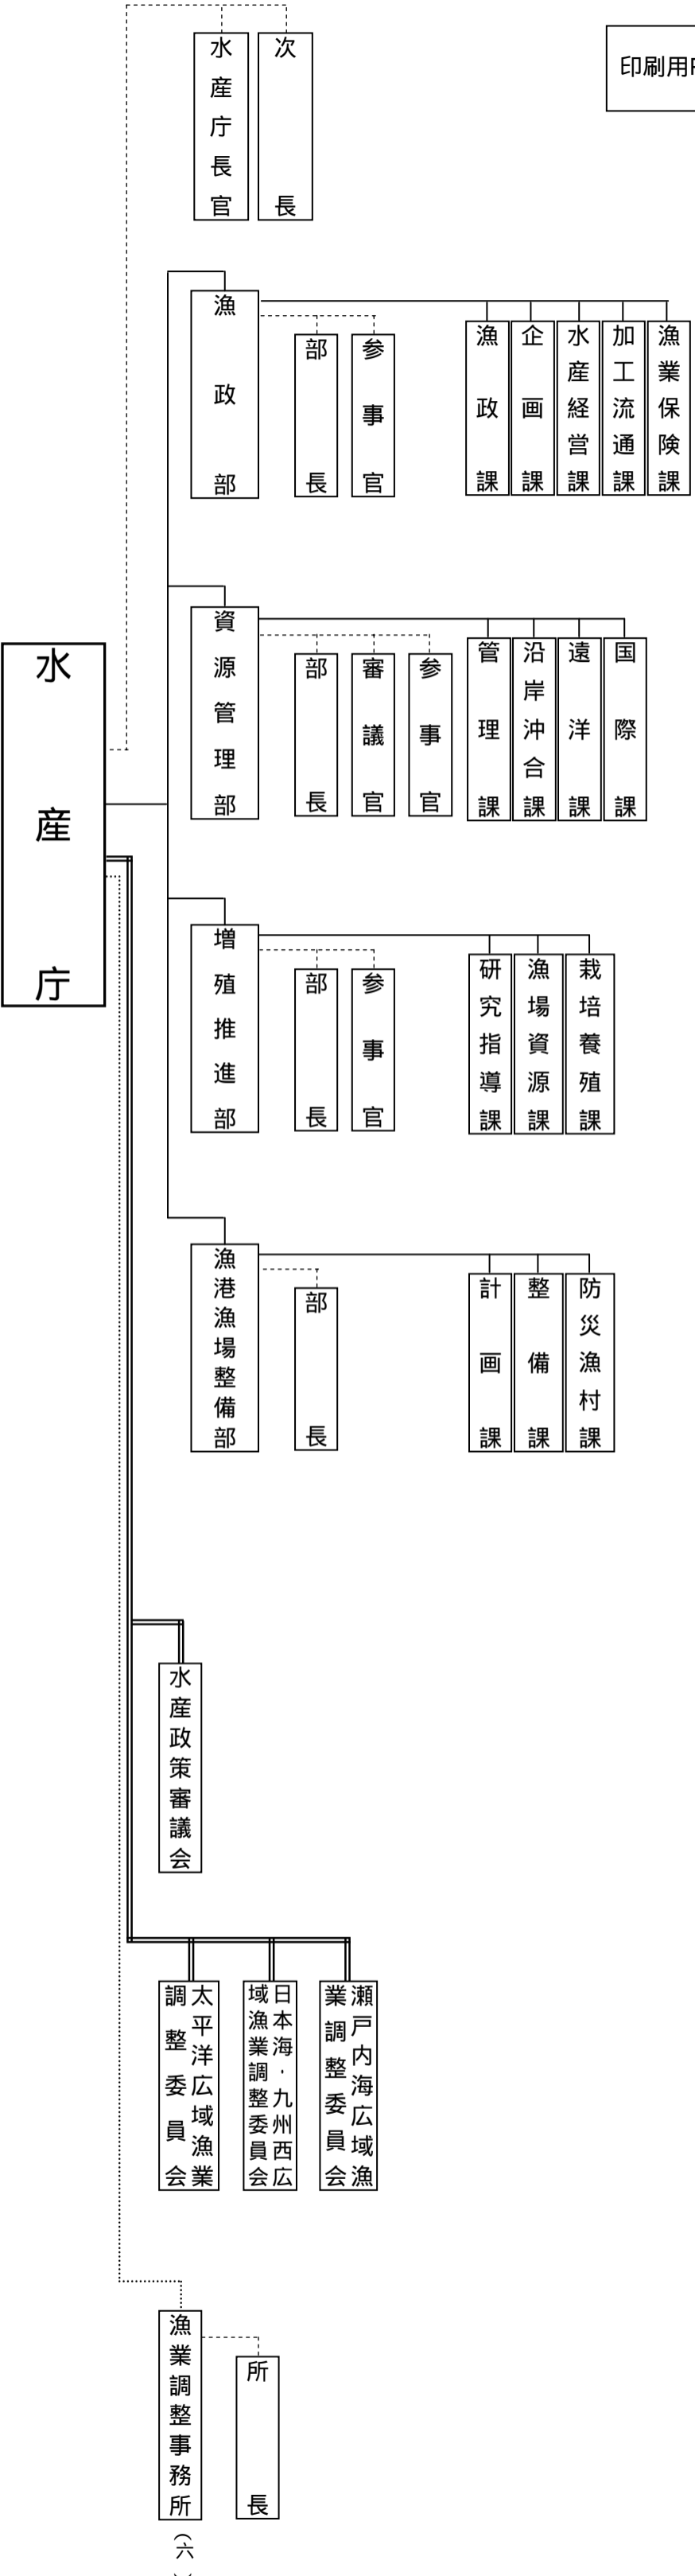 印刷用P
水産庁長官
次長
水産庁
漁政部
部長
参事官
漁政課
企画課
水産経営課
加工流通課
漁業保険課
資源管理部
部長
審議官
参事官
管理課
沿岸沖合課
遠洋課
国際課
増殖推進部
部長
参事官
研究指導課
漁場資源課
栽培養殖課
漁港漁場整備部
部長
計画課
整備課
防災漁村課
水産政策審議会
太平洋広域漁業
調整委員会
日本海・九州西広
域漁業調整委員会
瀬戸内海広域漁
業調整委員会
漁業調整事務所
(六)
所長